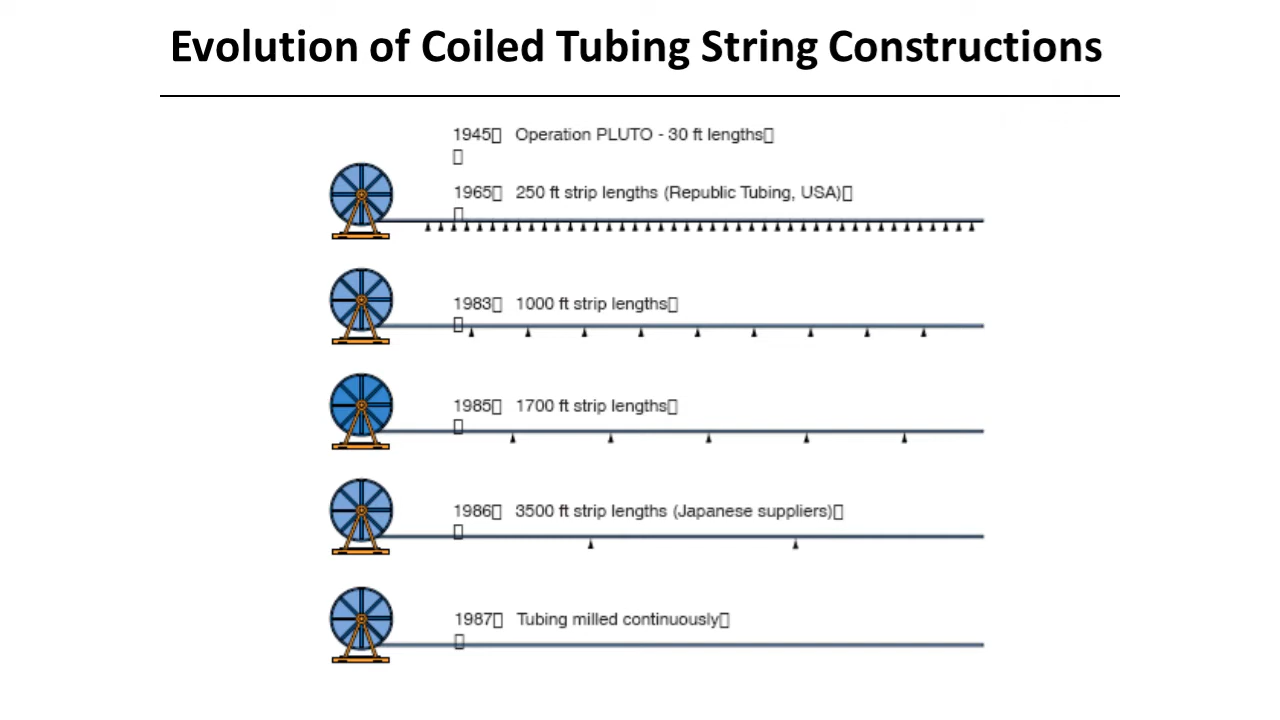 Evolution of Coiled Tubing String Constructions
1945 Operation PLUTO - 30 ft lengths
1965 250 ft strip lengths (Republic Tubing, USA)
1983 1000 ft strip lengths
1985 1700 ft strip lengths
1986 3500 ft strip lengths (Japanese suppliers)
1987 Tubing milled continuously